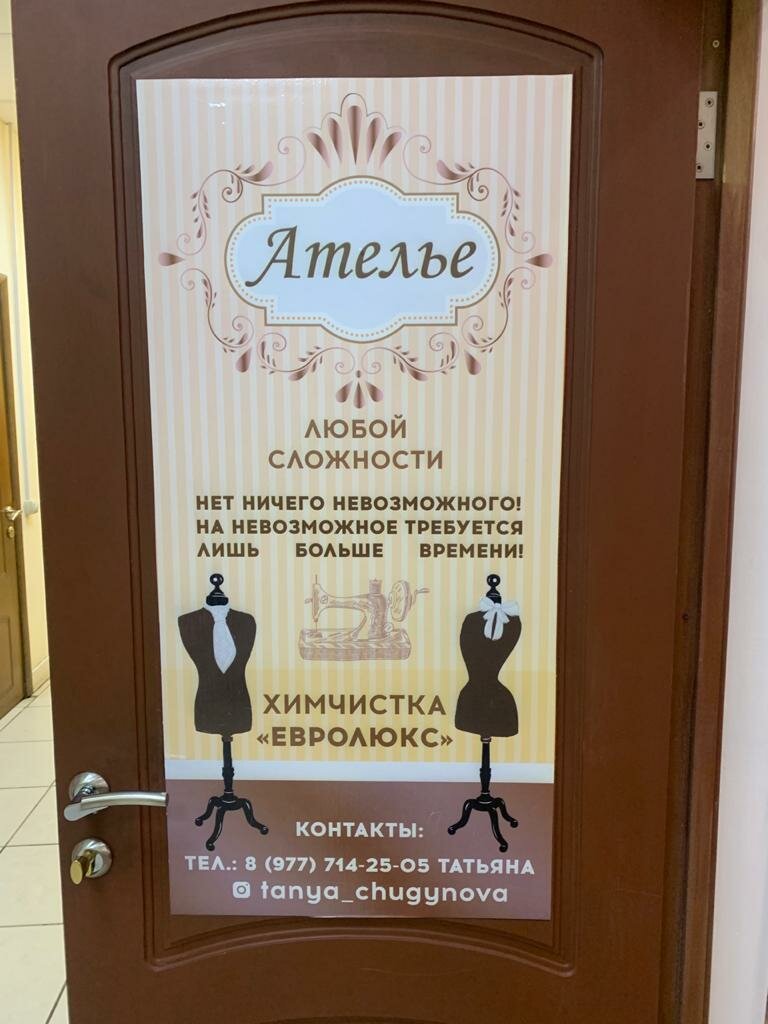 Ателье
ЛЮБОЙ
СЛОЖНОСТИ
НЕТ НИЧЕГО НЕВОЗМОЖНОГО!
НА НЕВОЗМОЖНОЕ ТРЕБУЕТСЯ
ЛИШЬ БОЛЬШЕ ВРЕМЕНИ!
ХИМЧИСТКА
«ЕВРОЛЮКС»
КОНТАКТЫ:
ТЕЛ.: 8 (977) 714-25-05 ТАТЬЯНА
tanya_chugynova